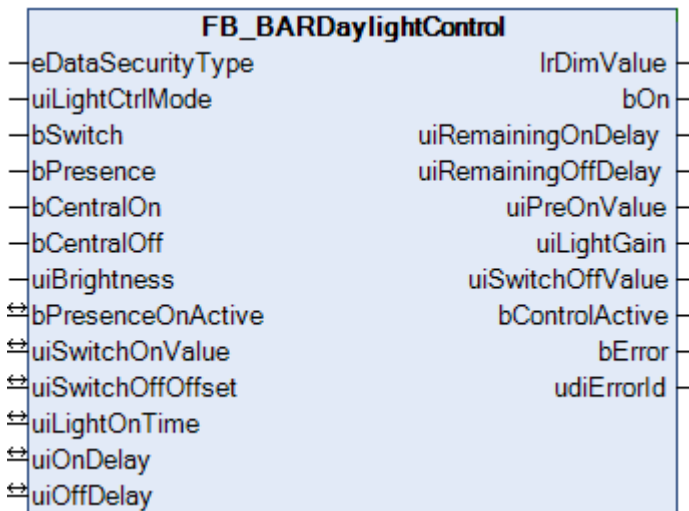 FB_BARDaylightControl
eDataSecurityType lrDimValue
uiLightCtrlMode bOn
bSwitch uiRemainingOnDelay
bPresence uiRemainingOffDelay
bCentralOn uiPreOnValue
bCentralOff uiLightGain
uiBrightness uiSwitchOffValue
bPresenceOnActive bControlActive
uiSwitchOnValue bError
uiSwitchOffOffset udiErrorId
uiLightOnTime
uiOnDelay
uiOffDelay